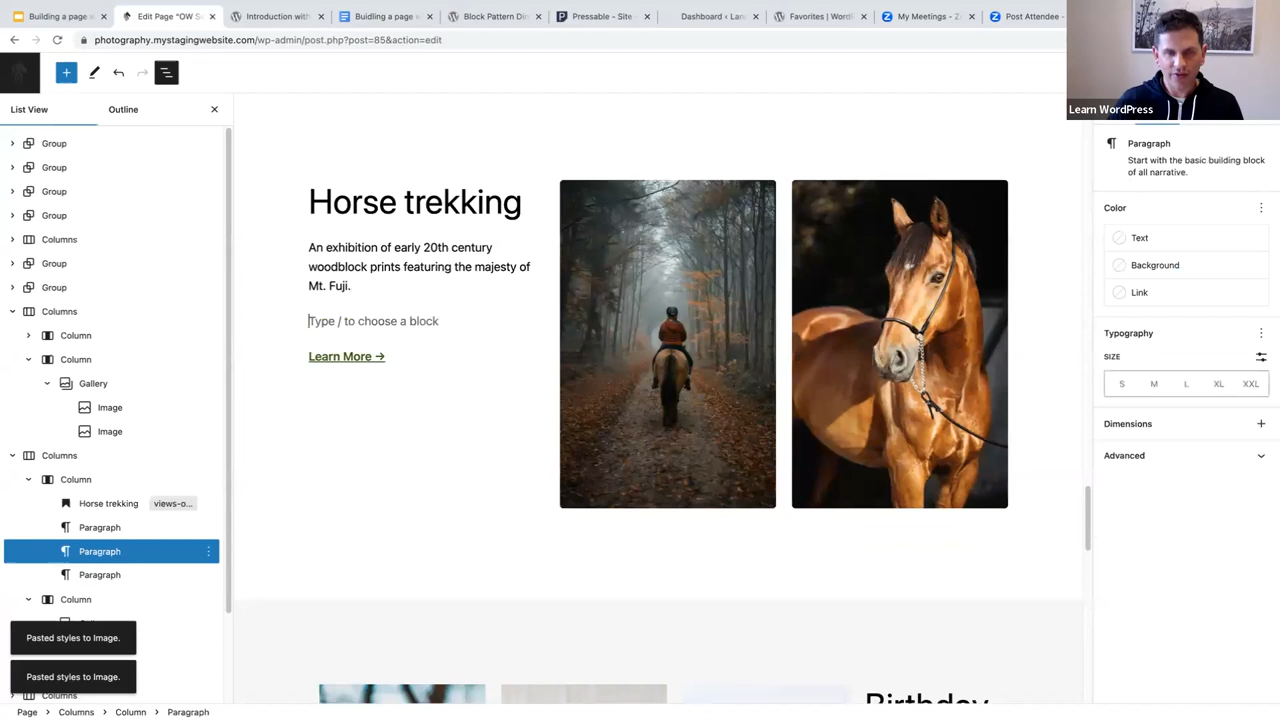 Building a page w
Edit Page “OW S
Introduction with
Buidling a page w
Block Pattern Dir
Pressable - Site
Dashboard ‹ Lan
Favorites | Word
My Meetings - Z
Post Attendee -
photography.mystagingwebsite.com/wp-admin/post.php?post=85&action=edit
Learn WordPress
List View
Outline
Group
Group
Group
Group
Columns
Group
Group
Columns
Column
Column
Gallery
Image
Image
Columns
Column
Horse trekking
views-o...
Paragraph
Paragraph
Paragraph
Column
Pasted styles to Image.
Pasted styles to Image.
Columns
Page
Columns
Column
Paragraph
Horse trekking
An exhibition of early 20th century
woodblock prints featuring the majesty of
Mt. Fuji.
Type / to choose a block
Learn More →
Birthday
Paragraph
Start with the basic building block
of all narrative.
Color
Text
Background
Link
Typography
SIZE
S
M
L
XL
XXL
Dimensions
Advanced